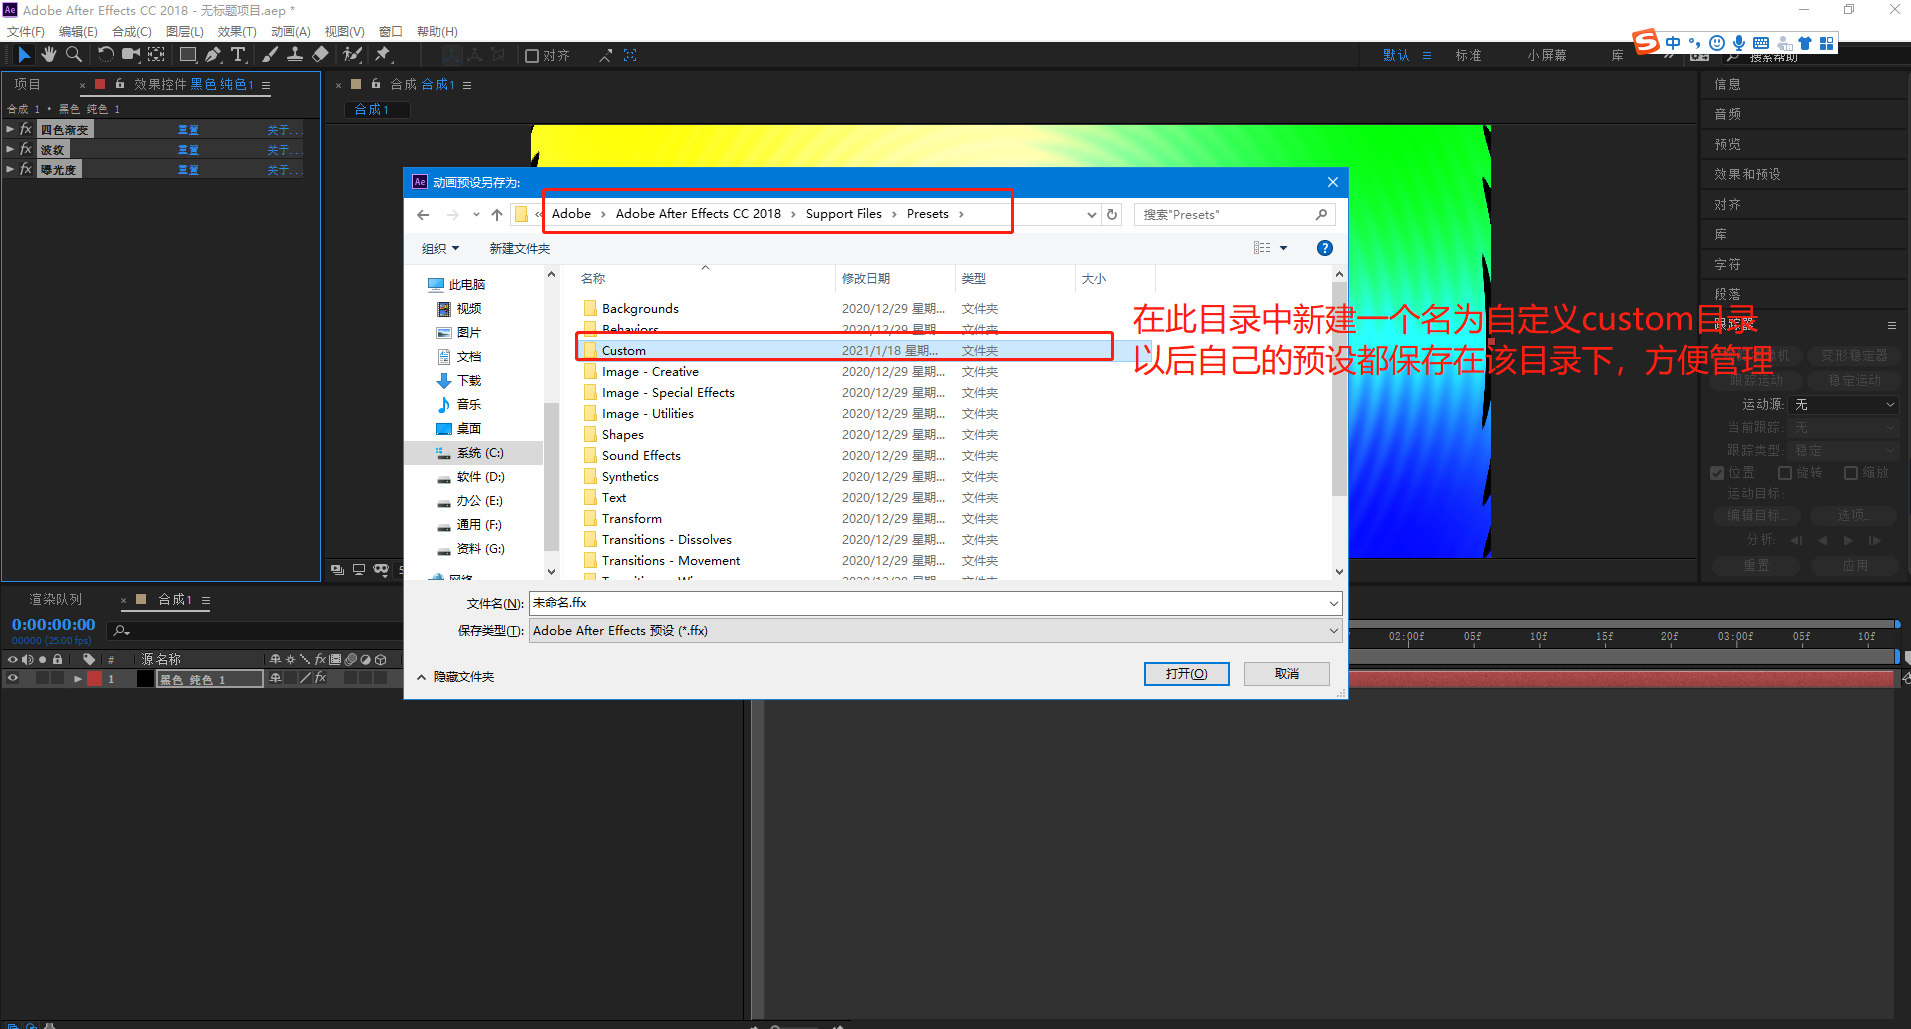 Adobe After Effects CC 2018 - 无标题项目.aep *
文件(F) 编辑(E) 合成(C) 图层(L) 效果(T) 动画(A) 视图(V) 窗口 帮助(H)
对齐 默认 标准 小屏幕 库 搜索帮助
中
项目 效果控件 黑色 纯色1
合成 合成1
合成 1 • 黑色 纯色 1
合成1
fx 四色渐变 重置 关于...
fx 波纹 重置 关于...
fx 曝光度 重置 关于...
信息
音频
预览
效果和预设
对齐
库
字符
段落
跟踪器
变形稳定器
跟踪运动 稳定运动
运动源: 无
当前跟踪: 无
跟踪类型: 稳定
位置 旋转 缩放
运动目标:
编辑目标... 选项...
分析:
重置 应用
动画预设另存为:
« Adobe › Adobe After Effects CC 2018 › Support Files › Presets ›
搜索"Presets"
组织 新建文件夹
此电脑
视频
图片
文档
下载
音乐
桌面
系统 (C:)
软件 (D:)
办公 (E:)
通用 (F:)
资料 (G:)
网络
名称 修改日期 类型 大小
Backgrounds 2020/12/29 星期... 文件夹
Behaviors 2020/12/29 星期... 文件夹
Custom 2021/1/18 星期... 文件夹
Image - Creative 2020/12/29 星期... 文件夹
Image - Special Effects 2020/12/29 星期... 文件夹
Image - Utilities 2020/12/29 星期... 文件夹
Shapes 2020/12/29 星期... 文件夹
Sound Effects 2020/12/29 星期... 文件夹
Synthetics 2020/12/29 星期... 文件夹
Text 2020/12/29 星期... 文件夹
Transform 2020/12/29 星期... 文件夹
Transitions - Dissolves 2020/12/29 星期... 文件夹
Transitions - Movement 2020/12/29 星期... 文件夹
在此目录中新建一个名为自定义custom目录
以后自己的预设都保存在该目录下，方便管理
文件名(N): 未命名.ffx
保存类型(T): Adobe After Effects 预设 (*.ffx)
隐藏文件夹 打开(O) 取消
渲染队列 合成1
0:00:00:00
00000 (25.00 fps)
02:00f 05f 10f 15f 20f 03:00f 05f 10f
# 源名称 fx
1 黑色 纯色 1 fx